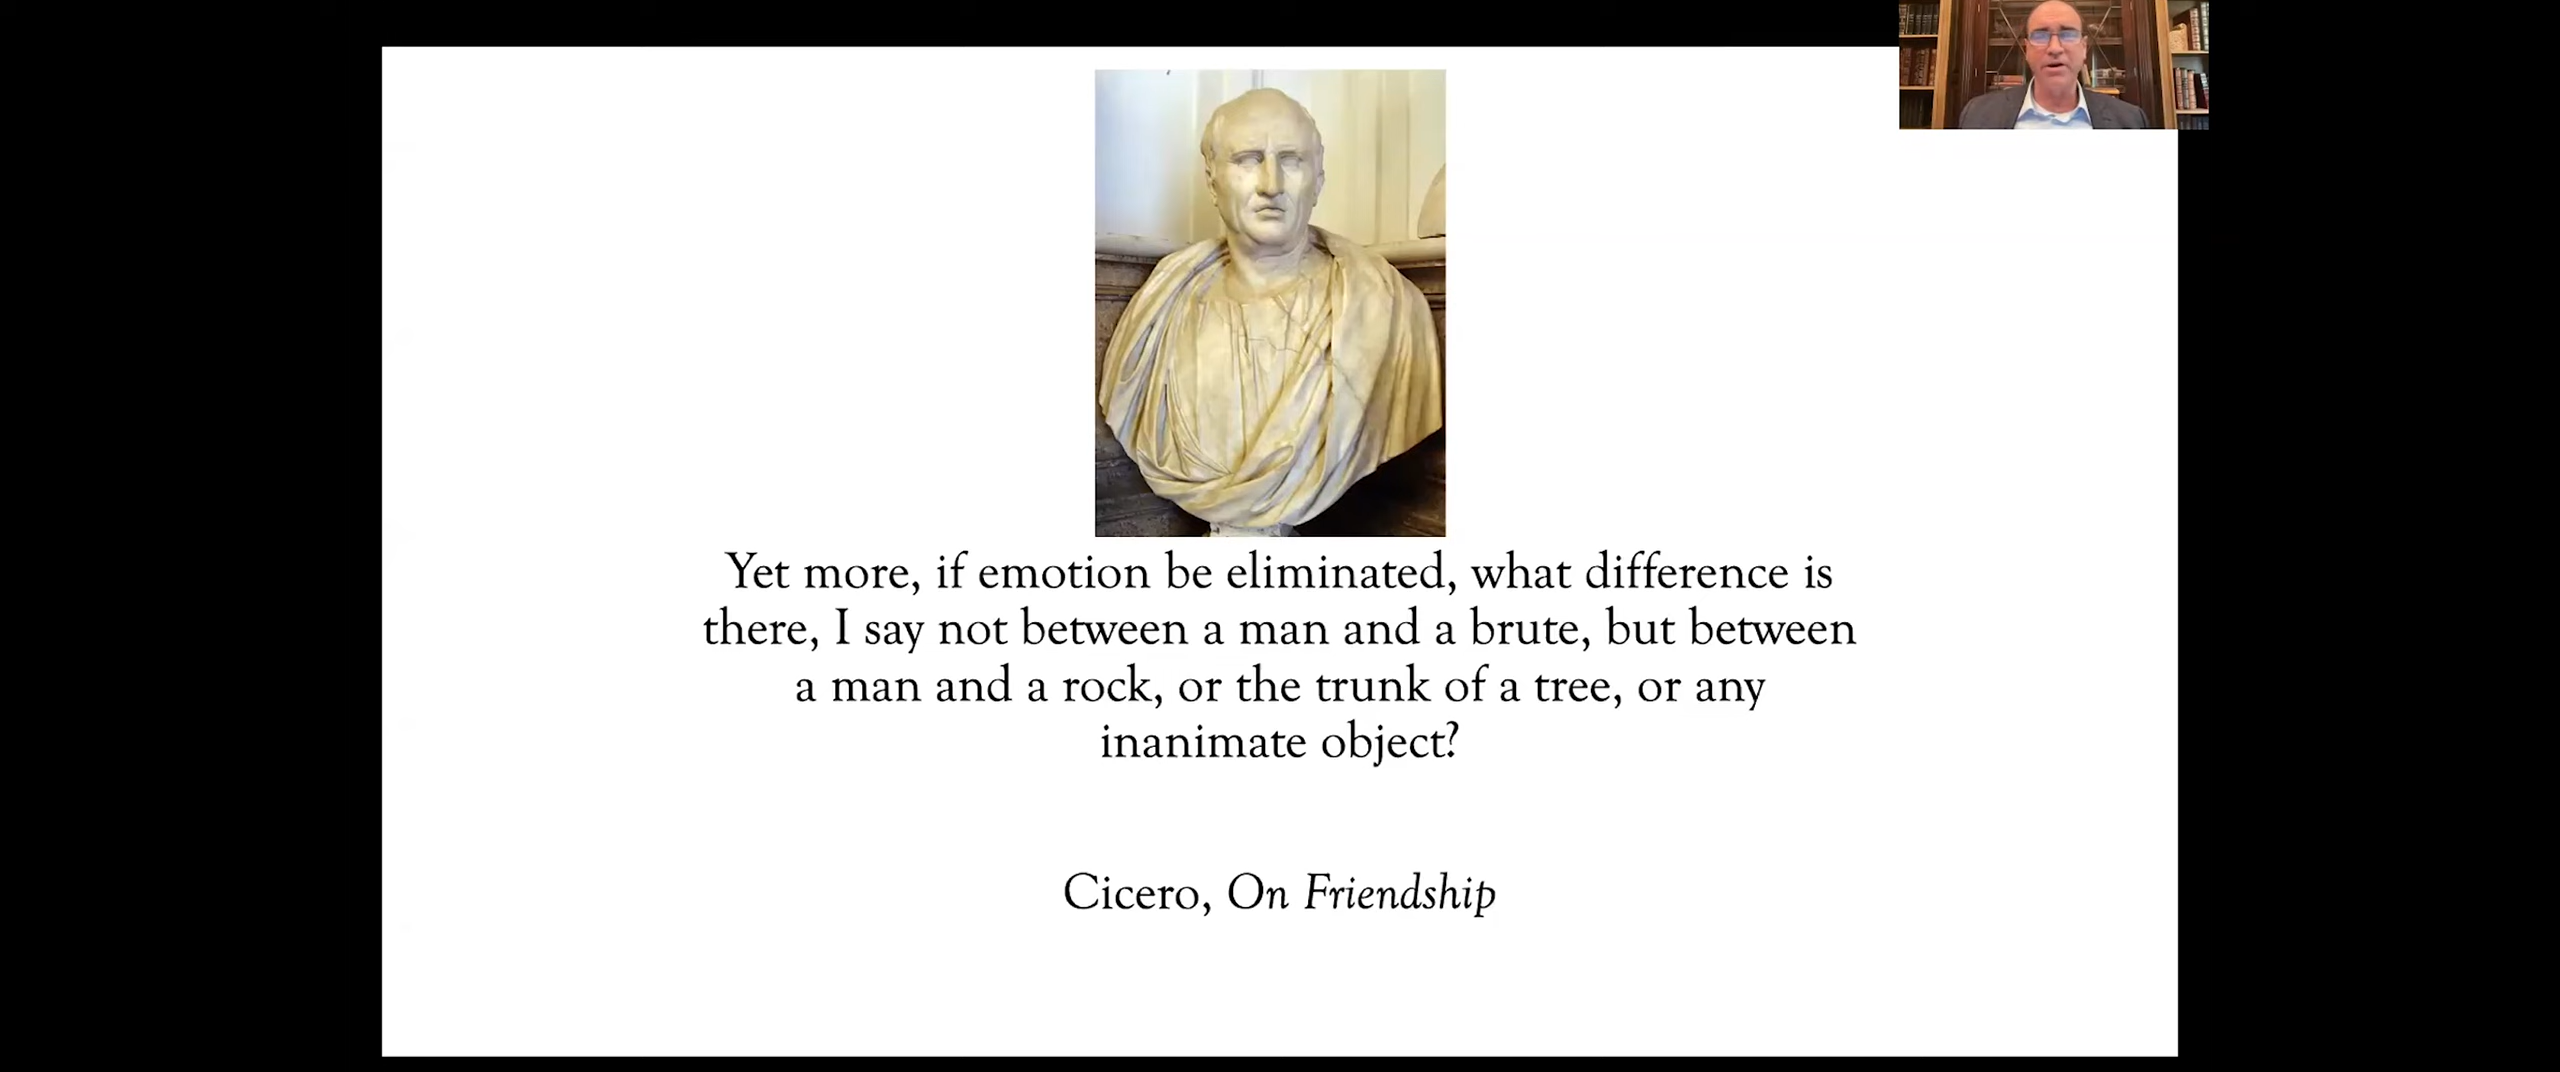 Yet more, if emotion be eliminated, what difference is
there, I say not between a man and a brute, but between
a man and a rock, or the trunk of a tree, or any
inanimate object?
Cicero, On Friendship